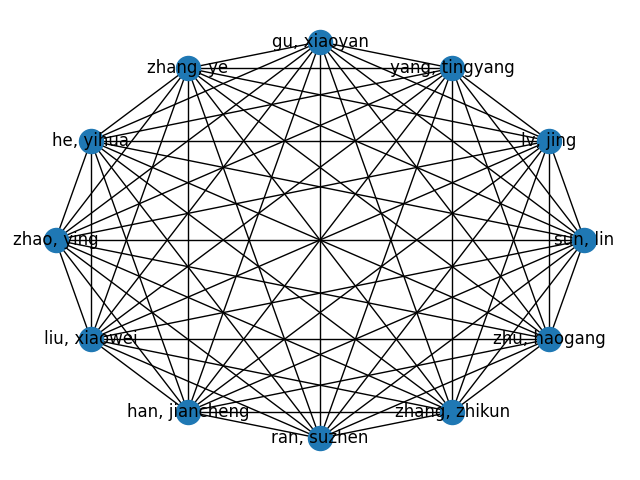 gu, xiaoyan
zhang, ye
yang, tingyang
he, yihua
lv, jing
zhao, ying
sun, lin
liu, xiaowei
zhu, haogang
han, jiancheng
zhang, zhikun
ran, suzhen